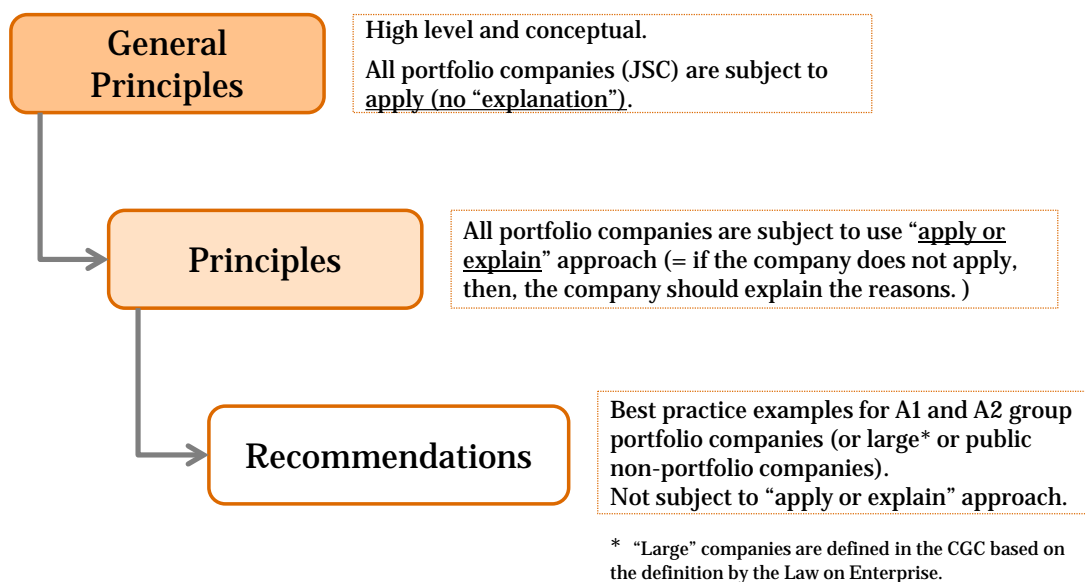 General
Principles
High level and conceptual.
All portfolio companies (JSC) are subject to
apply (no “explanation”).
Principles
All portfolio companies are subject to use “apply or
explain” approach (= if the company does not apply,
then, the company should explain the reasons. )
Recommendations
Best practice examples for A1 and A2 group
portfolio companies (or large* or public
non-portfolio companies).
Not subject to “apply or explain” approach.
* “Large” companies are defined in the CGC based on
the definition by the Law on Enterprise.